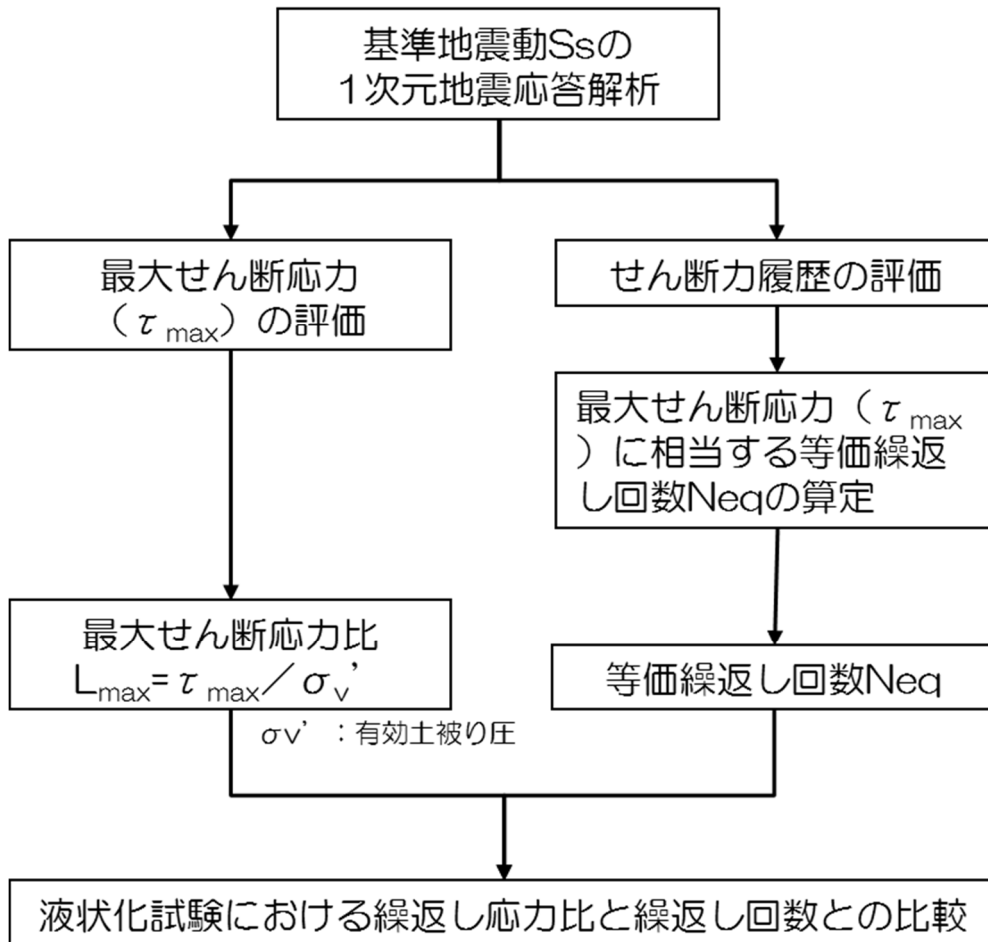 基準地震動Ssの
1次元地震応答解析
最大せん断応力
(τmax)の評価
せん断力履歴の評価
最大せん断応力(τmax
)に相当する等価繰返
し回数Neqの算定
最大せん断応力比
Lmax=τmax/σv’
σv’:有効土被り圧
等価繰返し回数Neq
液状化試験における繰返し応力比と繰返し回数との比較